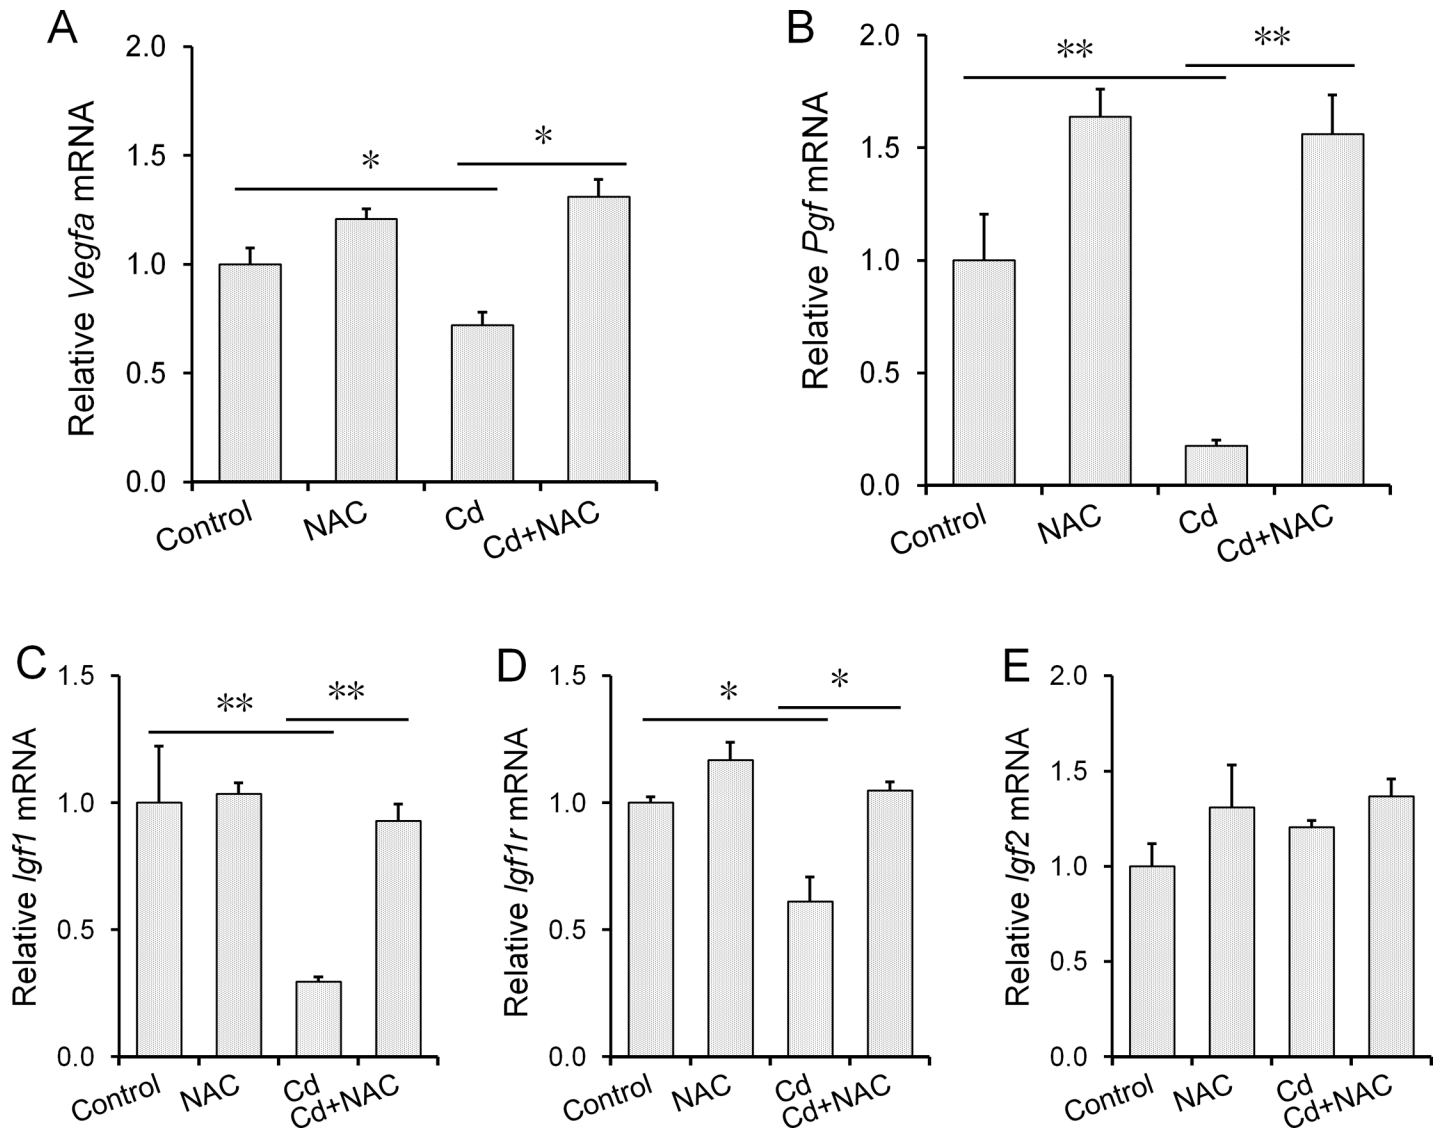 A
Relative Vegfa mRNA
2.0
1.5
1.0
0.5
0.0
*
*
Control
NAC
Cd
Cd+NAC
B
Relative Pgf mRNA
2.0
1.5
1.0
0.5
0.0
**
**
Control
NAC
Cd
Cd+NAC
C
Relative Igf1 mRNA
1.5
1.0
0.5
0.0
**
**
Control
NAC
Cd
Cd+NAC
D
Relative Igf1r mRNA
1.5
1.0
0.5
0.0
*
*
Control
NAC
Cd
Cd+NAC
E
Relative Igf2 mRNA
2.0
1.5
1.0
0.5
0.0
Control
NAC
Cd
Cd+NAC